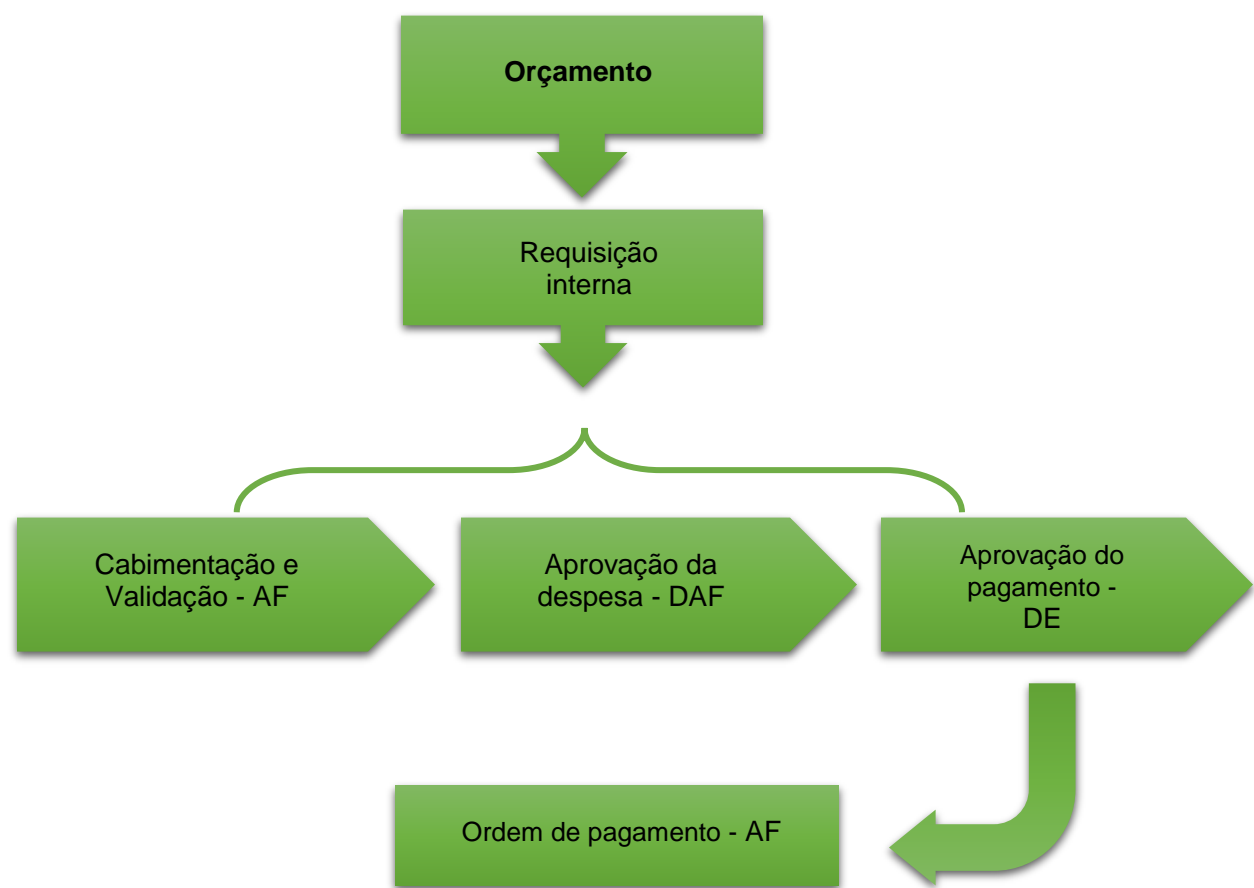 Orçamento
Requisição
interna
Cabimentação e
Validação - AF
Aprovação da
despesa - DAF
Aprovação do
pagamento -
DE
Ordem de pagamento - AF